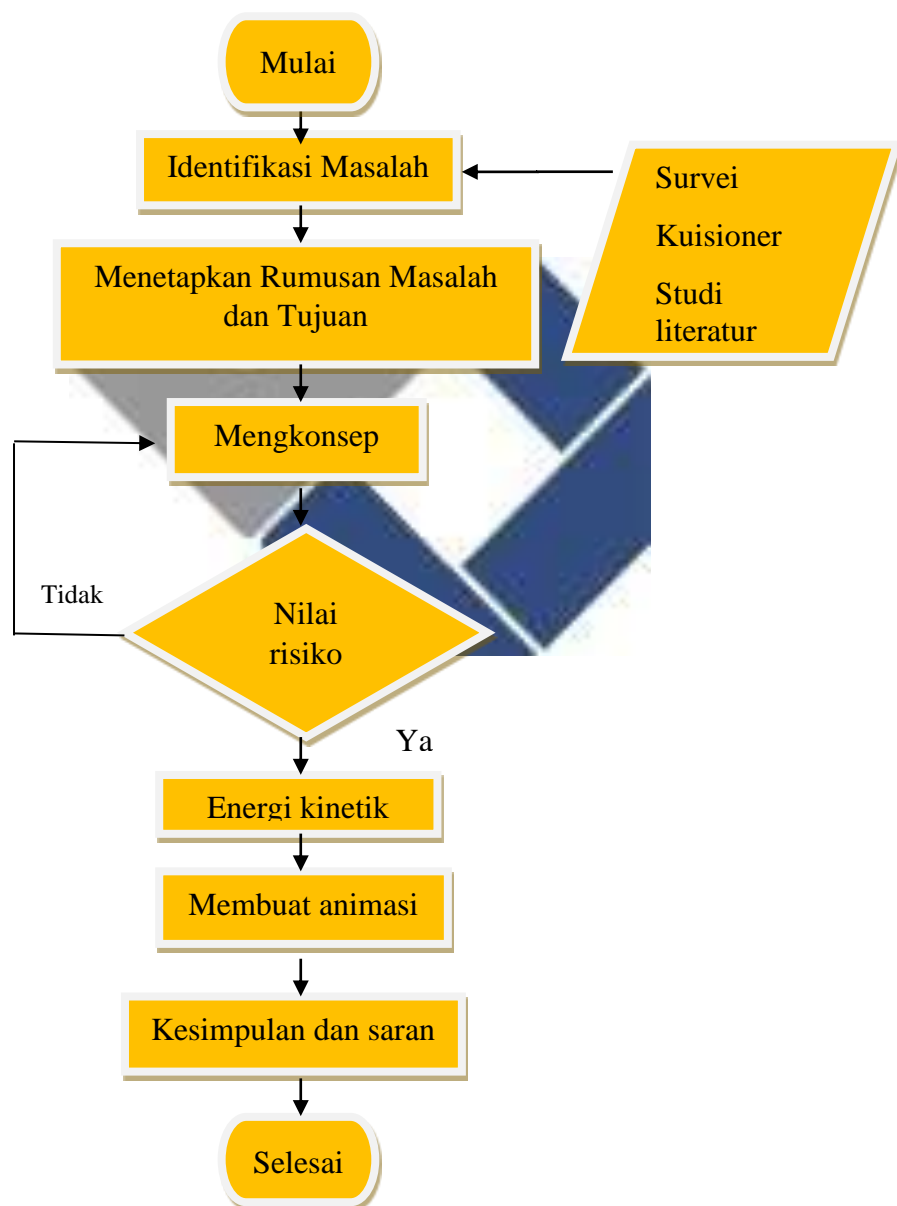 Mulai
Identifikasi Masalah
Survei
Kuisioner
Studi
literatur
Menetapkan Rumusan Masalah
dan Tujuan
Mengkonsep
Tidak
Nilai
risiko
Ya
Energi kinetik
Membuat animasi
Kesimpulan dan saran
Selesai